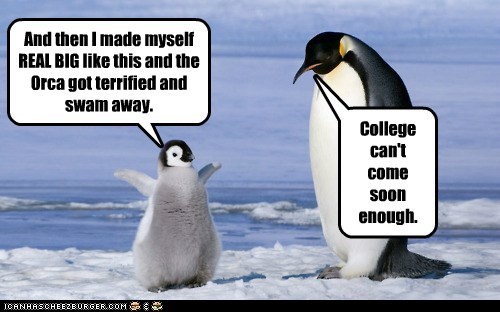 And then I made myself
REAL BIG like this and the
Orca got terrified and
swam away.
College
can't
come
soon
enough.
ICANHASCHEEZBURGER.COM